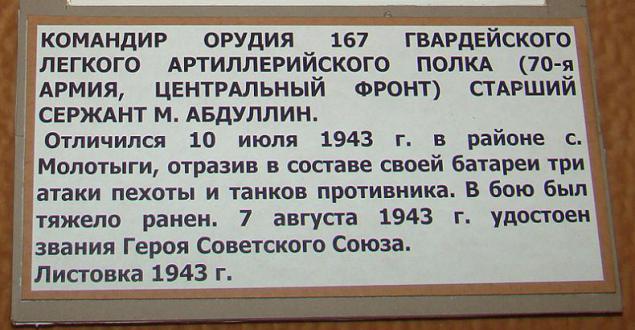 КОМАНДИР ОРУДИЯ 167 ГВАРДЕЙСКОГО
ЛЕГКОГО АРТИЛЛЕРИЙСКОГО ПОЛКА (70-я
АРМИЯ, ЦЕНТРАЛЬНЫЙ ФРОНТ) СТАРШИЙ
СЕРЖАНТ М. АБДУЛЛИН.
Отличился 10 июля 1943 г. в районе с.
Молотыги, отразив в составе своей батареи три
атаки пехоты и танков противника. В бою был
тяжело ранен. 7 августа 1943 г. удостоен
звания Героя Советского Союза.
Листовка 1943 г.